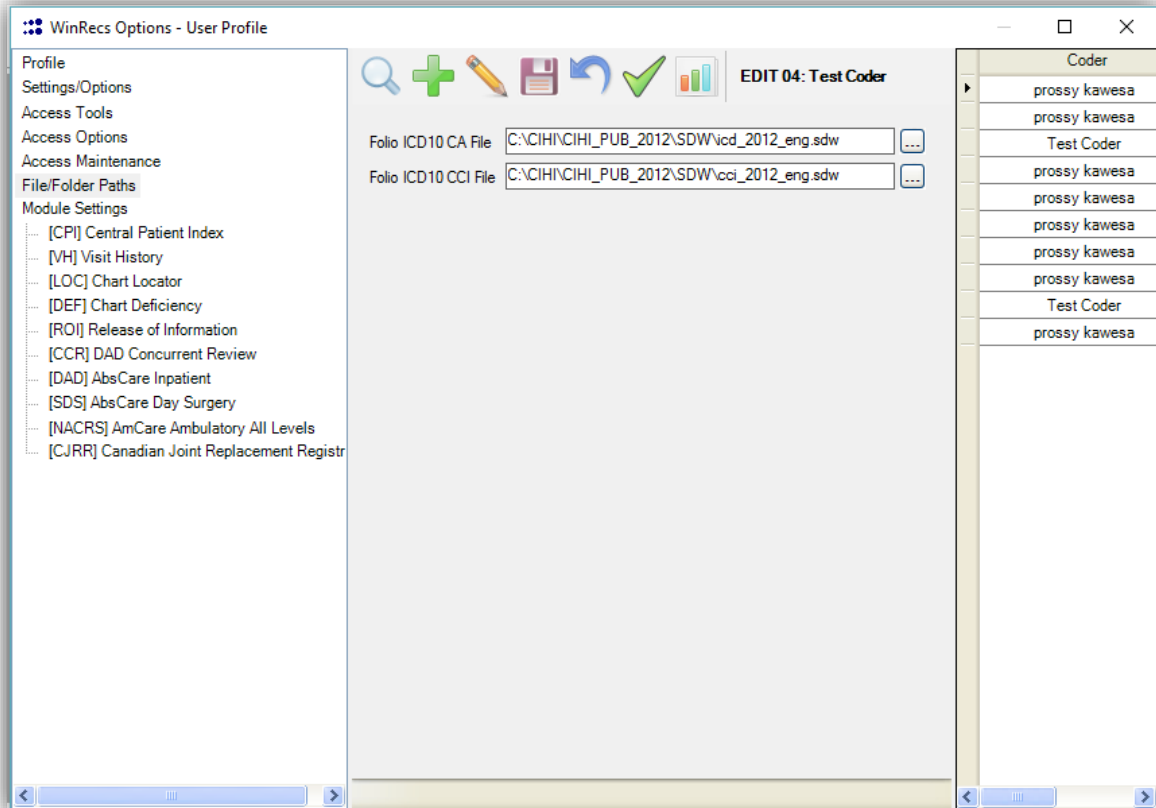 WinRecs Options - User Profile
Profile
Settings/Options
Access Tools
Access Options
Access Maintenance
File/Folder Paths
Module Settings
[CPI] Central Patient Index
[VH] Visit History
[LOC] Chart Locator
[DEF] Chart Deficiency
[ROI] Release of Information
[CCR] DAD Concurrent Review
[DAD] AbsCare Inpatient
[SDS] AbsCare Day Surgery
[NACRS] AmCare Ambulatory All Levels
[CJRR] Canadian Joint Replacement Registr
EDIT 04: Test Coder
Folio ICD10 CA File C:\CIHI\CIHI_PUB_2012\SDW\icd_2012_eng.sdw ...
Folio ICD10 CCI File C:\CIHI\CIHI_PUB_2012\SDW\cci_2012_eng.sdw ...
Coder
prossy kawesa
prossy kawesa
Test Coder
prossy kawesa
prossy kawesa
prossy kawesa
prossy kawesa
prossy kawesa
Test Coder
prossy kawesa